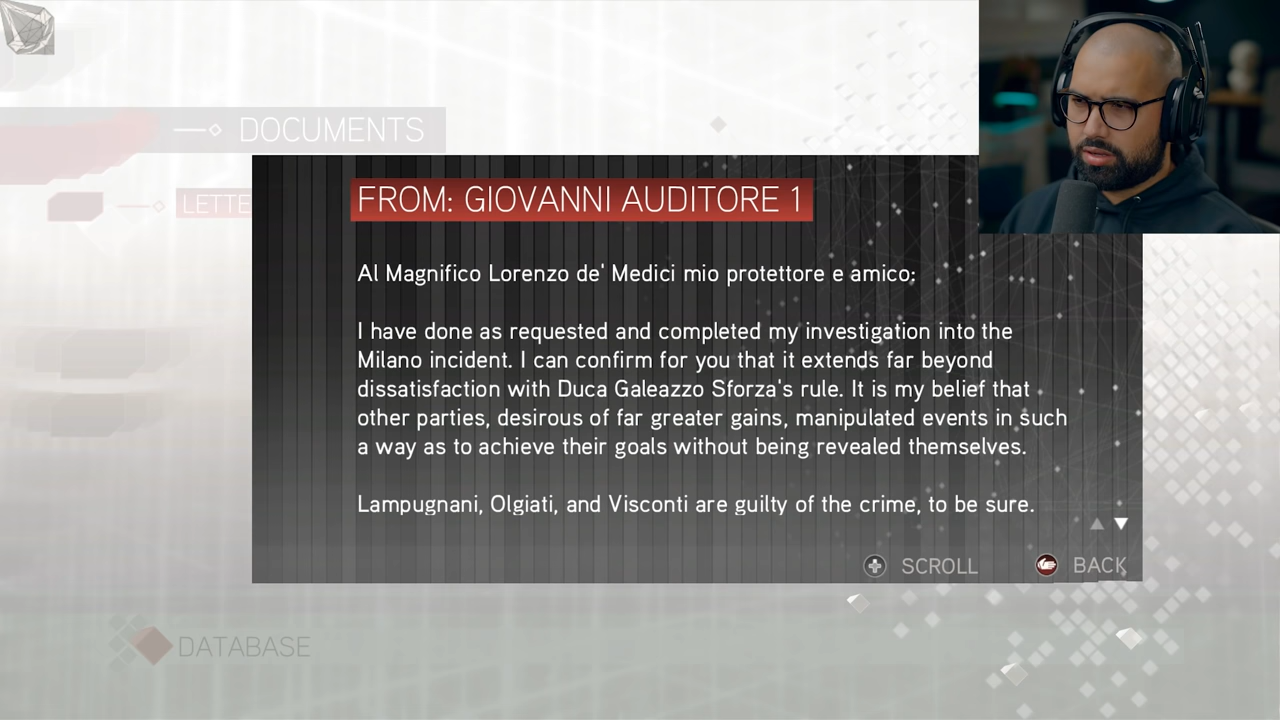 DOCUMENTS
LETTE
FROM: GIOVANNI AUDITORE 1
Al Magnifico Lorenzo de' Medici mio protettore e amico:
I have done as requested and completed my investigation into the
Milano incident. I can confirm for you that it extends far beyond
dissatisfaction with Duca Galeazzo Sforza's rule. It is my belief that
other parties, desirous of far greater gains, manipulated events in such
a way as to achieve their goals without being revealed themselves.
Lampugnani, Olgiati, and Visconti are guilty of the crime, to be sure.
SCROLL
BACK
DATABASE